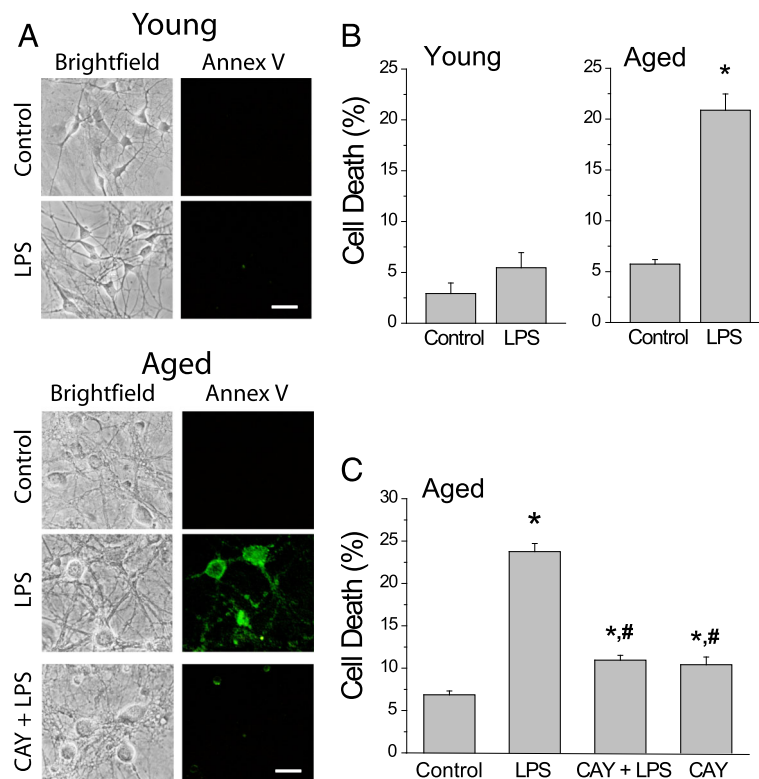 A
Young
Brightfield Annex V
Control
LPS
Aged
Brightfield Annex V
Control
LPS
CAY + LPS
B
Young
Cell Death (%)
25
20
15
10
5
0
Control LPS
Aged
*
25
20
15
10
5
0
Control LPS
C
Aged
Cell Death (%)
30
25
20
15
10
5
0
*
*,#
*,#
Control LPS CAY + LPS CAY